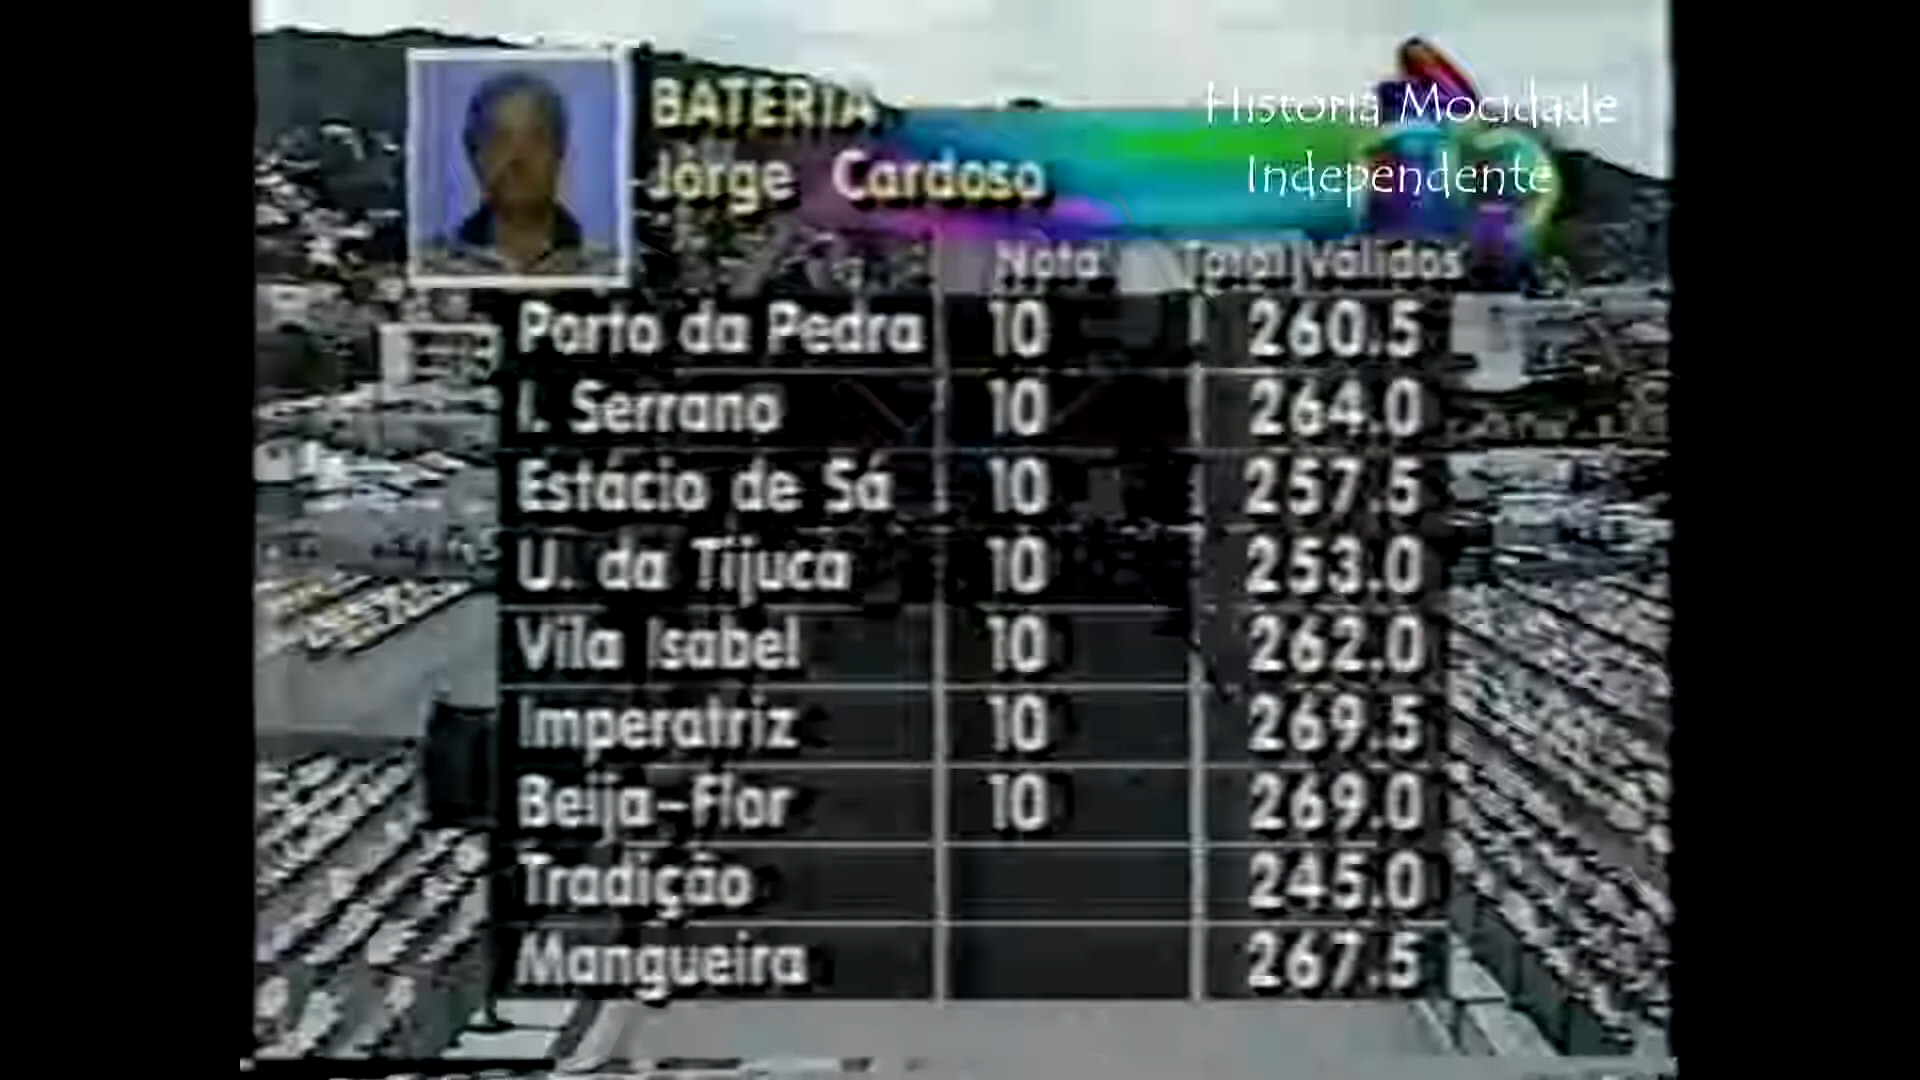 BATERIA
Jorge Cardoso
Historia Mocidade
Independente
Nota Total Válidos
Porto da Pedra 10 260.5
I. Serrano 10 264.0
Estácio de Sá 10 257.5
U. da Tijuca 10 253.0
Vila Isabel 10 262.0
Imperatriz 10 269.5
Beija-Flor 10 269.0
Tradição 245.0
Mangueira 267.5